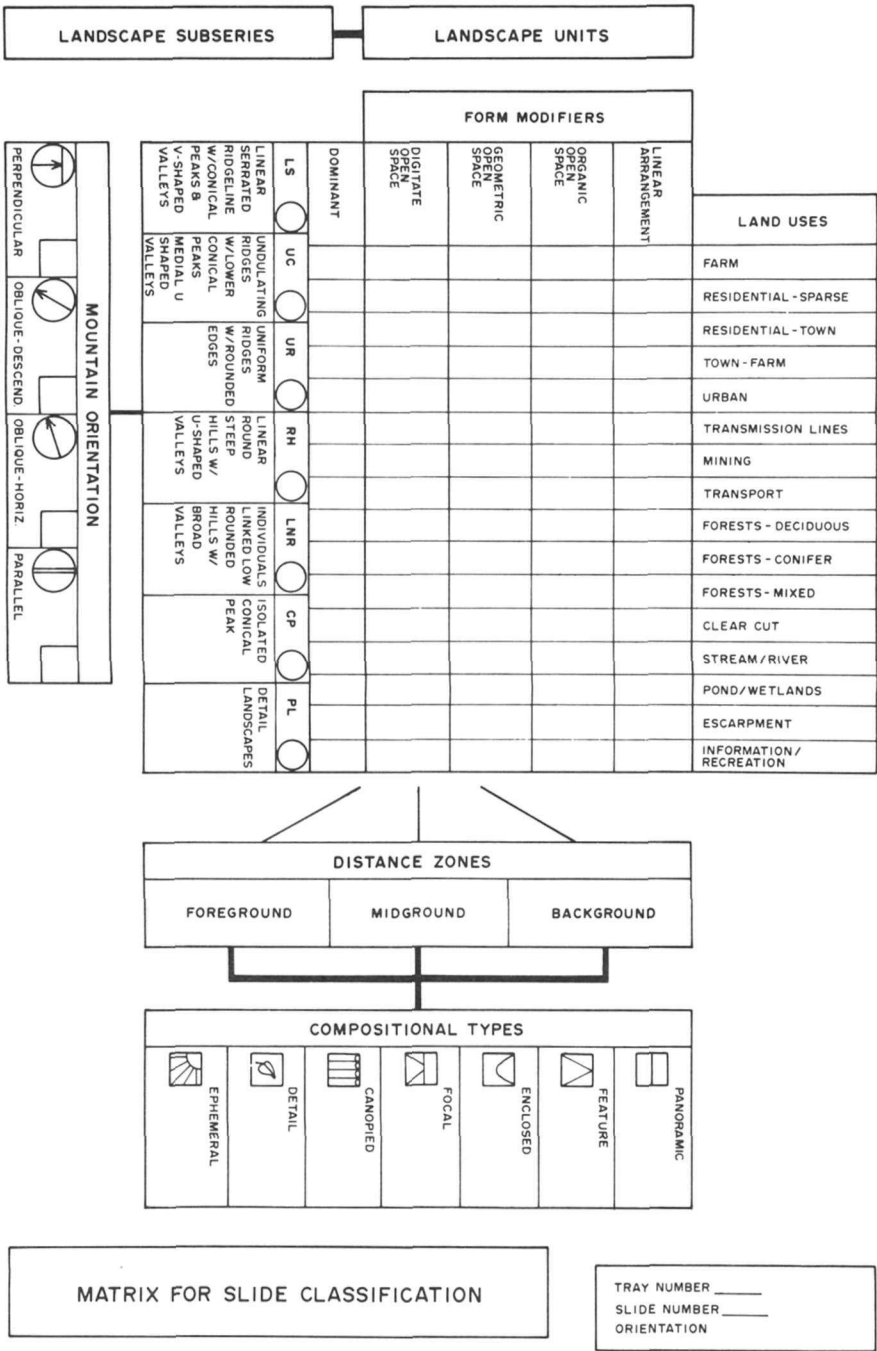 LANDSCAPE SUBSERIES
LANDSCAPE UNITS
FORM MODIFIERS
DOMINANT
DIGITATE
OPEN
SPACE
GEOMETRIC
OPEN
SPACE
ORGANIC
OPEN
SPACE
LINEAR
ARRANGEMENT
LAND USES
FARM
RESIDENTIAL-SPARSE
RESIDENTIAL-TOWN
TOWN-FARM
URBAN
TRANSMISSION LINES
MINING
TRANSPORT
FORESTS-DECIDUOUS
FORESTS-CONIFER
FORESTS-MIXED
CLEAR CUT
STREAM/RIVER
POND/WETLANDS
ESCARPMENT
INFORMATION/
RECREATION
LS
LINEAR
SERRATED
RIDGELINE
W/CONICAL
PEAKS &
V-SHAPED
VALLEYS
UC
UNDULATING
RIDGES
W/LOWER
CONICAL
PEAKS
MEDIAL U
SHAPED
VALLEYS
UR
UNIFORM
RIDGES
W/ROUNDED
EDGES
RH
LINEAR
ROUND
STEEP
HILLS W/
U-SHAPED
VALLEYS
LNR
INDIVIDUALS
LINKED LOW
ROUNDED
HILLS W/
BROAD
VALLEYS
CP
ISOLATED
CONICAL
PEAK
PL
DETAIL
LANDSCAPES
MOUNTAIN ORIENTATION
PERPENDICULAR
OBLIQUE-DESCEND.
OBLIQUE-HORIZ.
PARALLEL
DISTANCE ZONES
FOREGROUND
MIDGROUND
BACKGROUND
COMPOSITIONAL TYPES
EPHEMERAL
DETAIL
CANOPIED
FOCAL
ENCLOSED
FEATURE
PANORAMIC
MATRIX FOR SLIDE CLASSIFICATION
TRAY NUMBER _____
SLIDE NUMBER _____
ORIENTATION